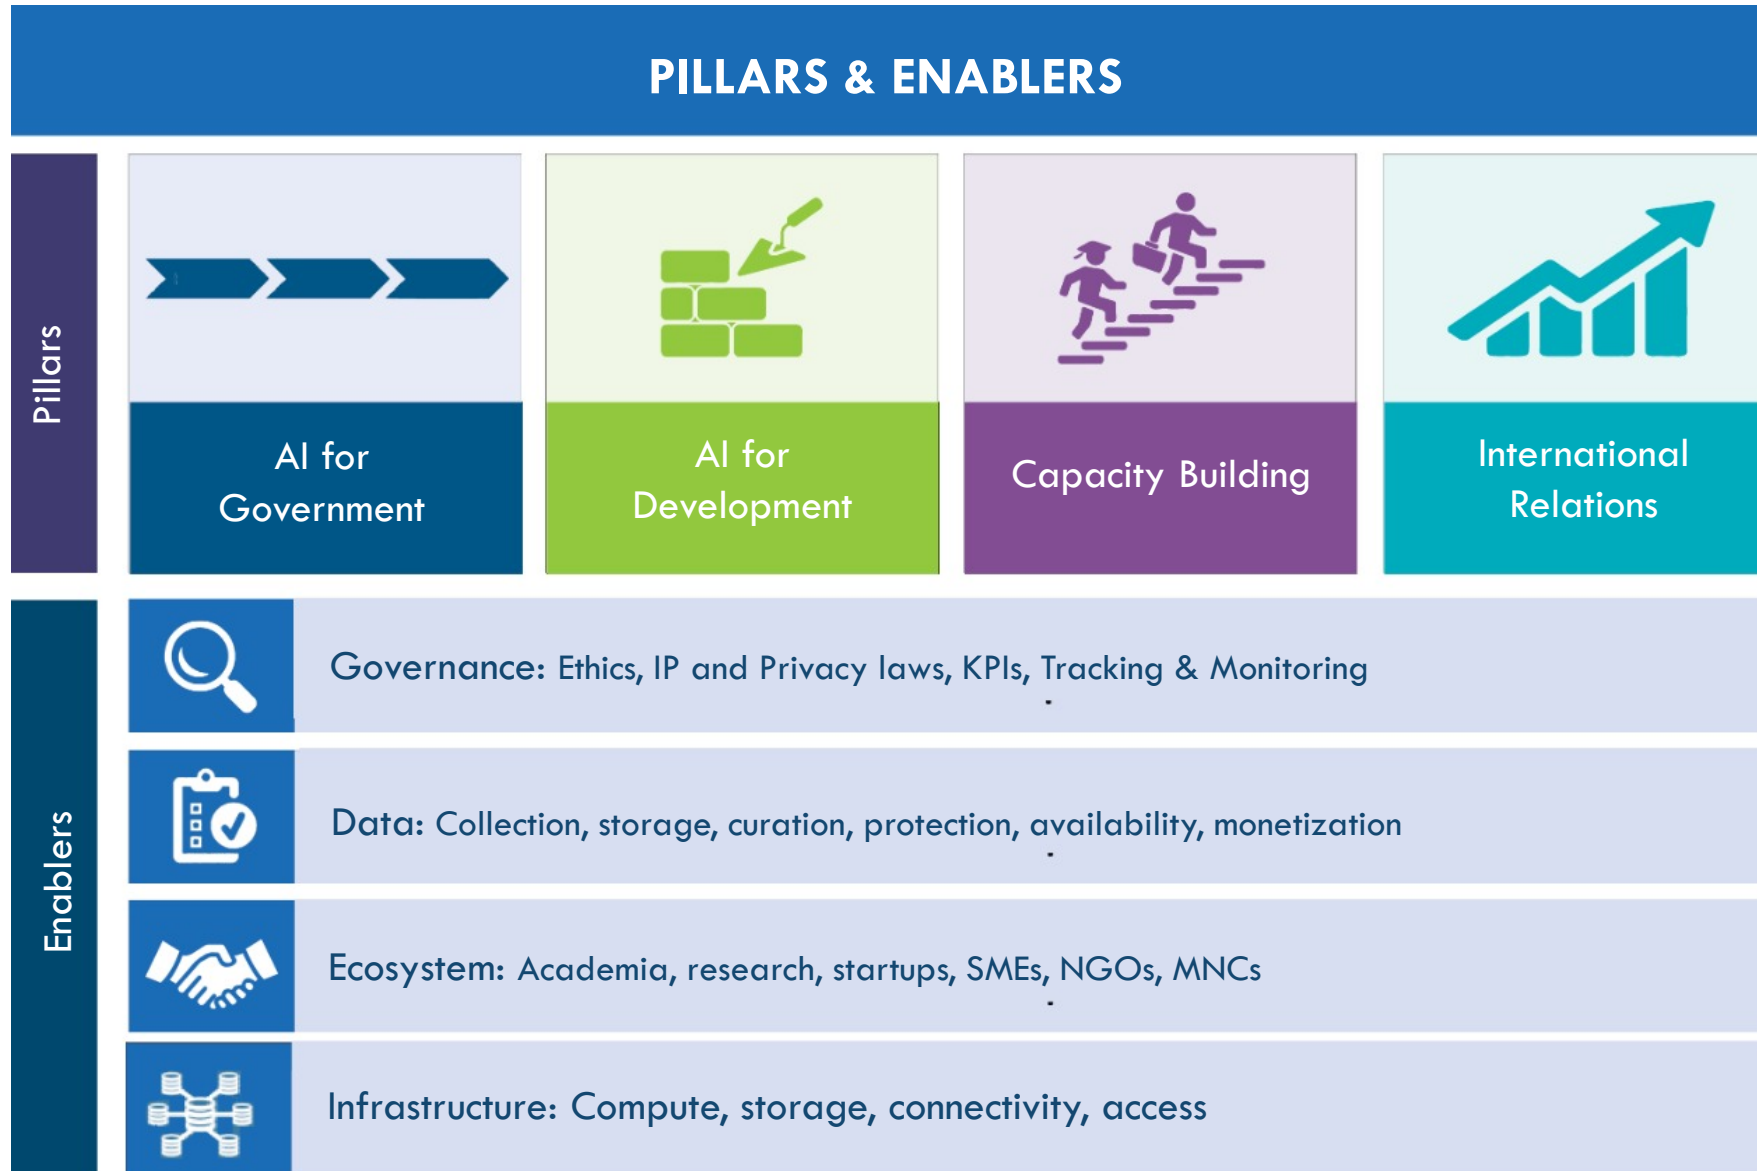 PILLARS & ENABLERS
Pillars
AI for
Government
AI for
Development
Capacity Building
International
Relations
Enablers
Governance: Ethics, IP and Privacy laws, KPIs, Tracking & Monitoring
Data: Collection, storage, curation, protection, availability, monetization
Ecosystem: Academia, research, startups, SMEs, NGOs, MNCs
Infrastructure: Compute, storage, connectivity, access